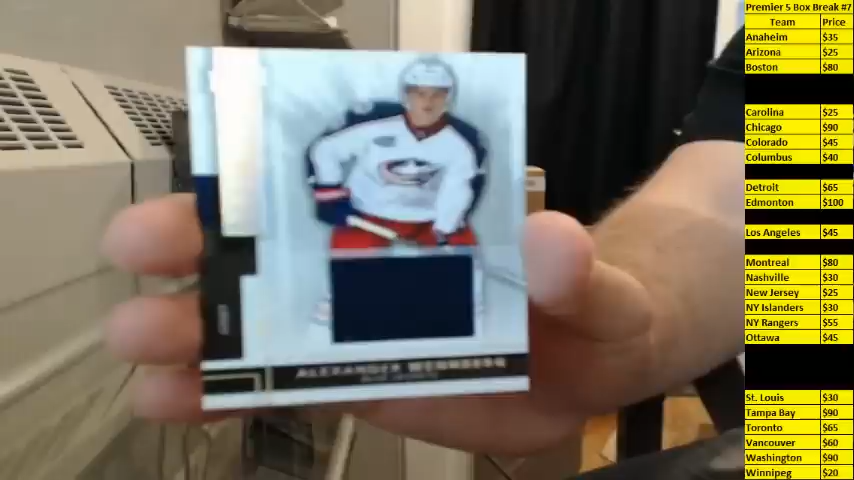 Premier 5 Box Break #7
Team Price
Anaheim $35
Arizona $25
Boston $80
Carolina $25
Chicago $90
Colorado $45
Columbus $40
Detroit $65
Edmonton $100
Los Angeles $45
Montreal $80
Nashville $30
New Jersey $25
NY Islanders $30
NY Rangers $55
Ottawa $45
St. Louis $30
Tampa Bay $90
Toronto $65
Vancouver $60
Washington $90
Winnipeg $20
ALEXANDER WENNBERG